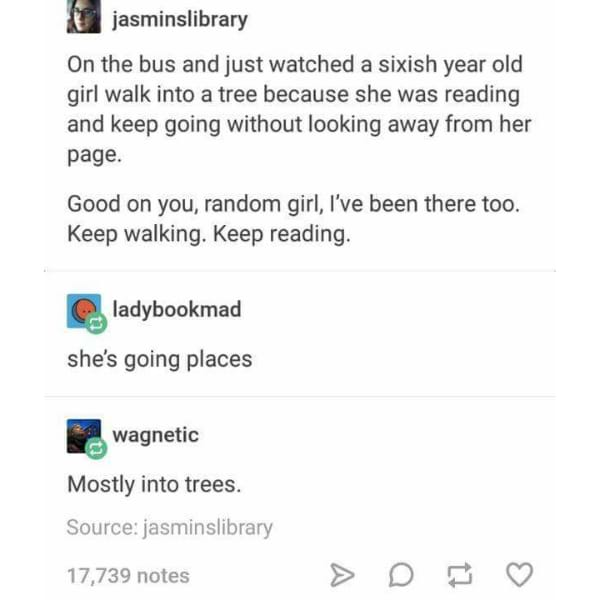 jasminslibrary
On the bus and just watched a sixish year old
girl walk into a tree because she was reading
and keep going without looking away from her
page.
Good on you, random girl, I've been there too.
Keep walking. Keep reading.
ladybookmad
she's going places
wagnetic
Mostly into trees.
Source: jasminslibrary
17,739 notes